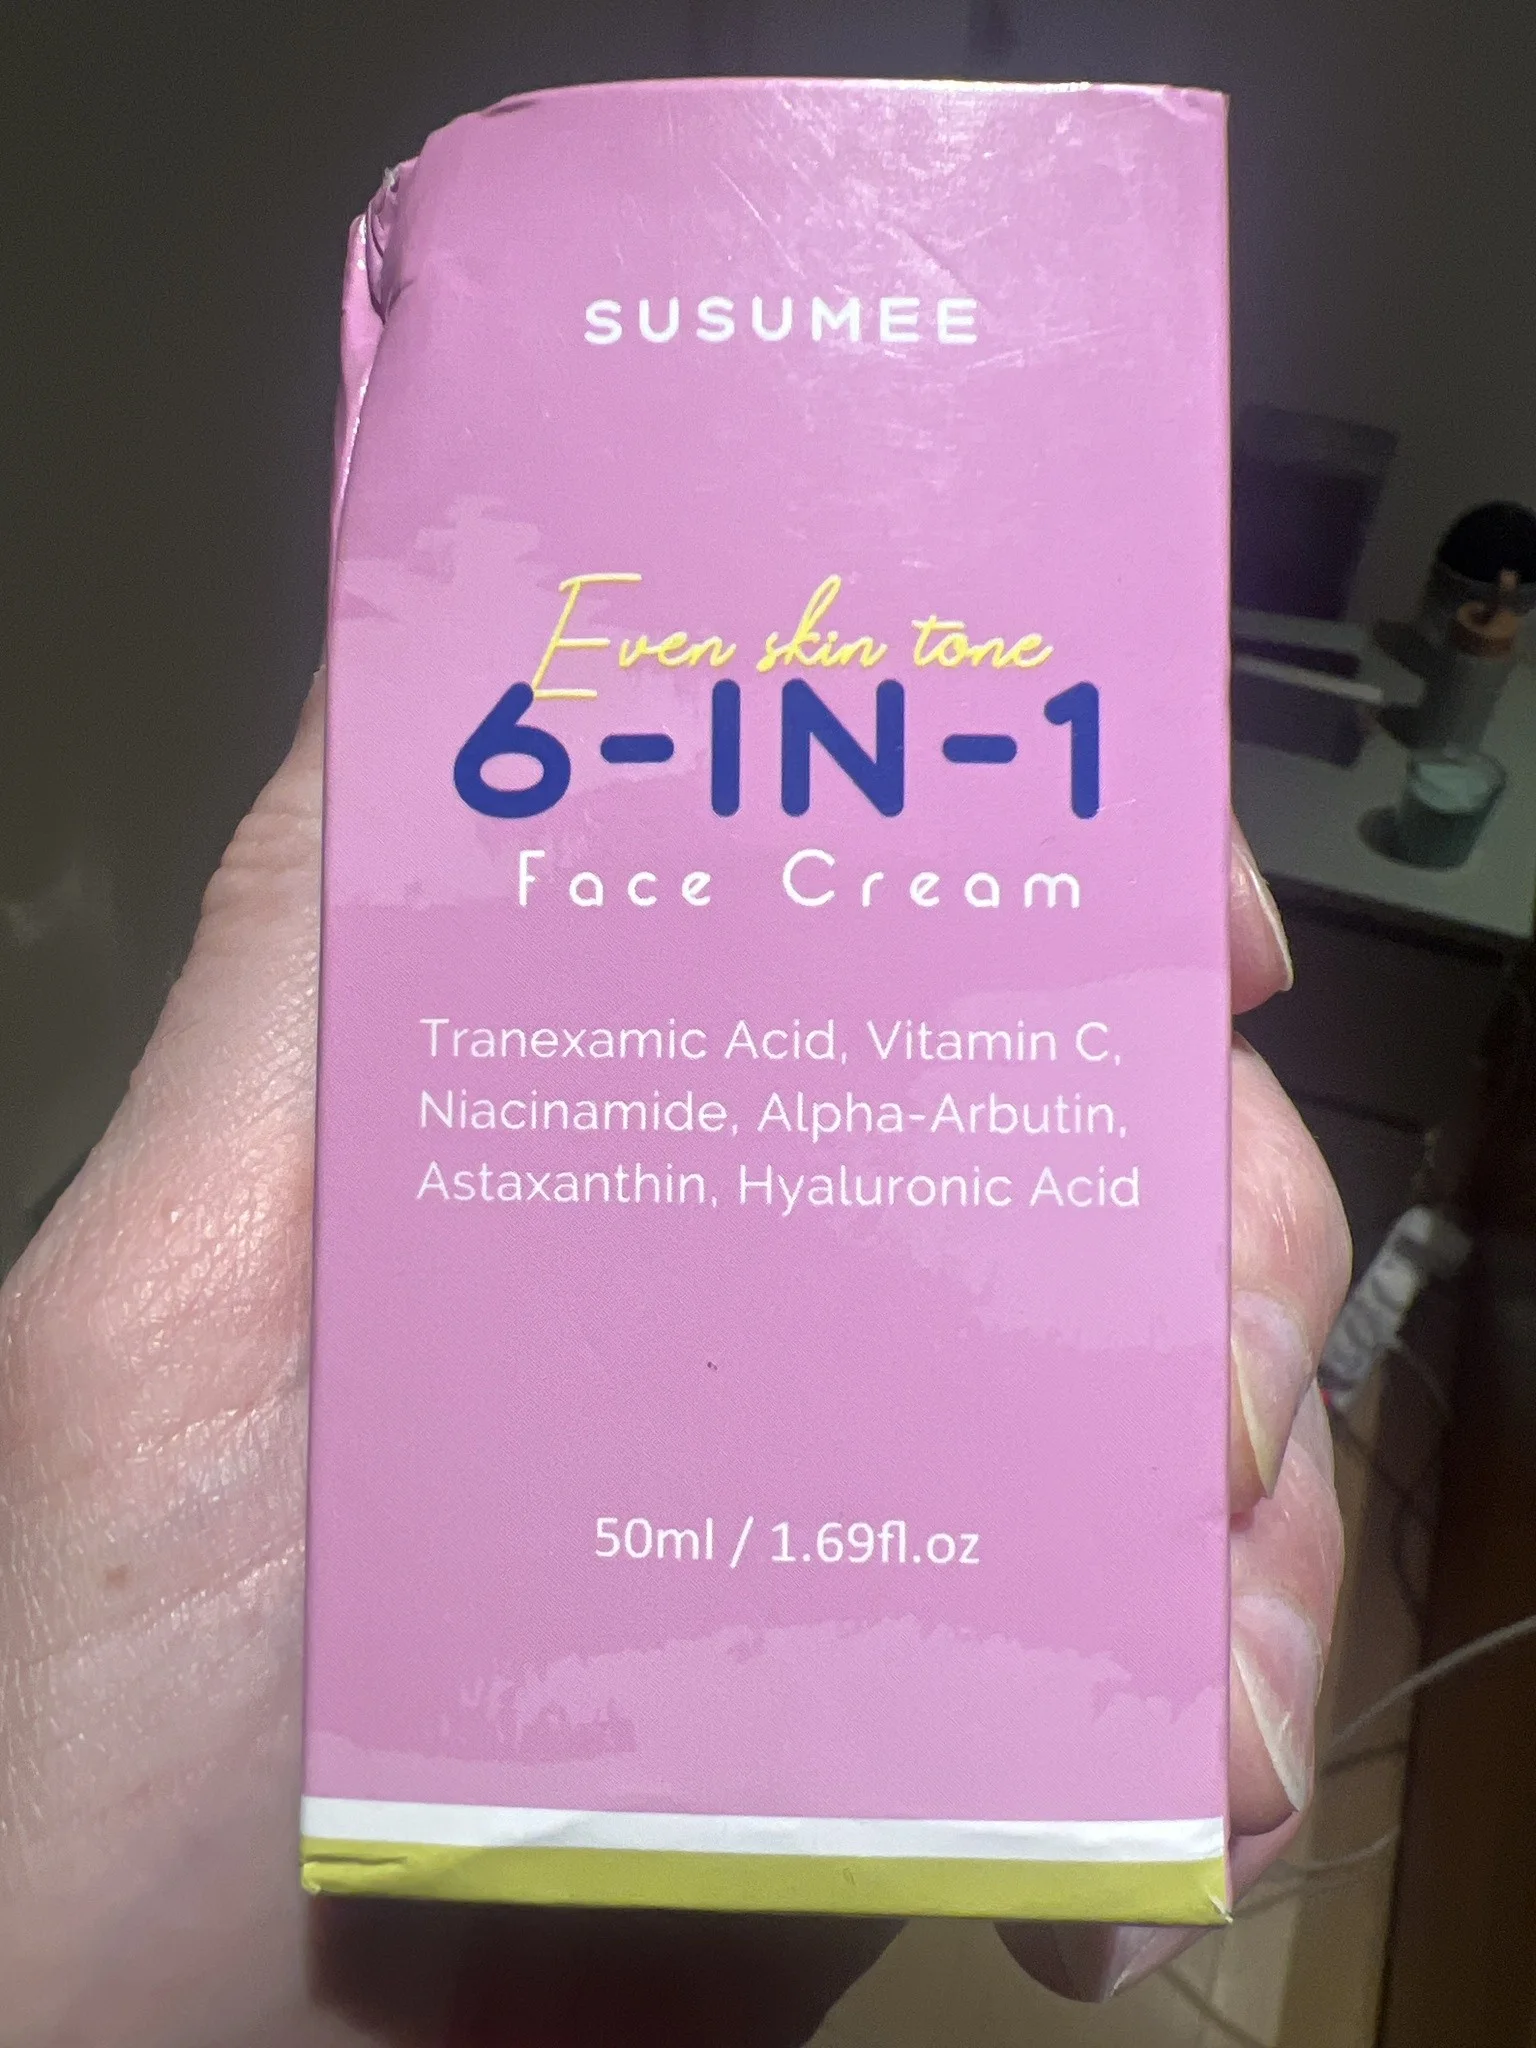 SUSUMEE
Even skin tone
6-IN-1
Face Cream
Tranexamic Acid, Vitamin C,
Niacinamide, Alpha-Arbutin,
Astaxanthin, Hyaluronic Acid
50ml / 1.69fl.oz